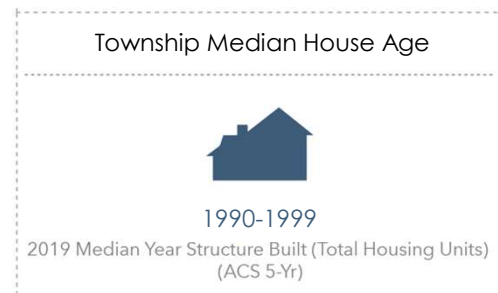 Township Median House Age
1990-1999
2019 Median Year Structure Built (Total Housing Units)
(ACS 5-Yr)